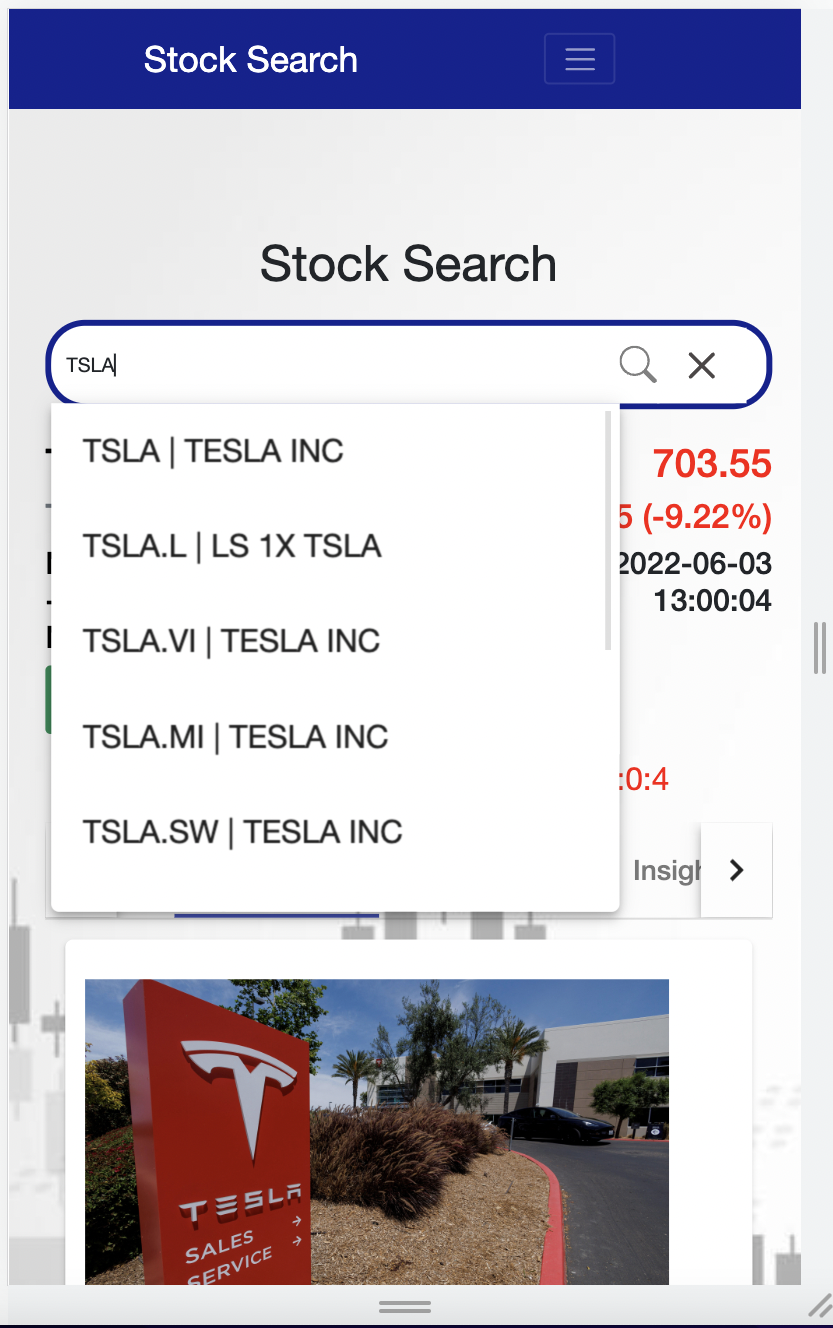 Stock Search
Stock Search
TSLA
TSLA | TESLA INC
703.55
5 (-9.22%)
TSLA.L | LS 1X TSLA
2022-06-03
13:00:04
TSLA.VI | TESLA INC
TSLA.MI | TESLA INC
:0:4
TSLA.SW | TESLA INC
Insigh
TESLA
SALES
SERVICE